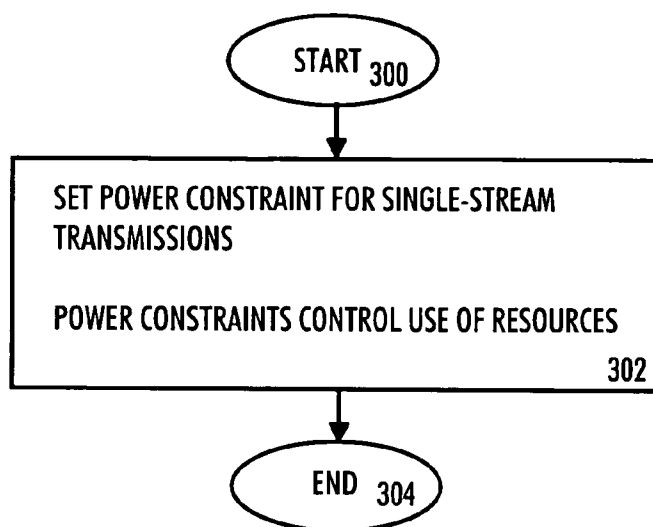 START 300
SET POWER CONSTRAINT FOR SINGLE-STREAM
TRANSMISSIONS
POWER CONSTRAINTS CONTROL USE OF RESOURCES
302
END 304